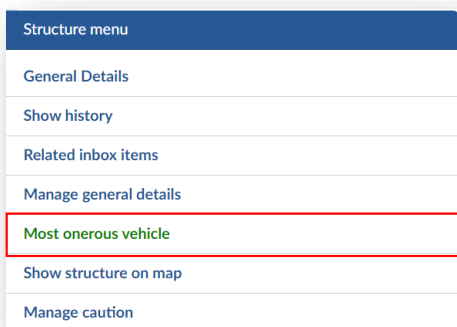 Structure menu
General Details
Show history
Related inbox items
Manage general details
Most onerous vehicle
Show structure on map
Manage caution